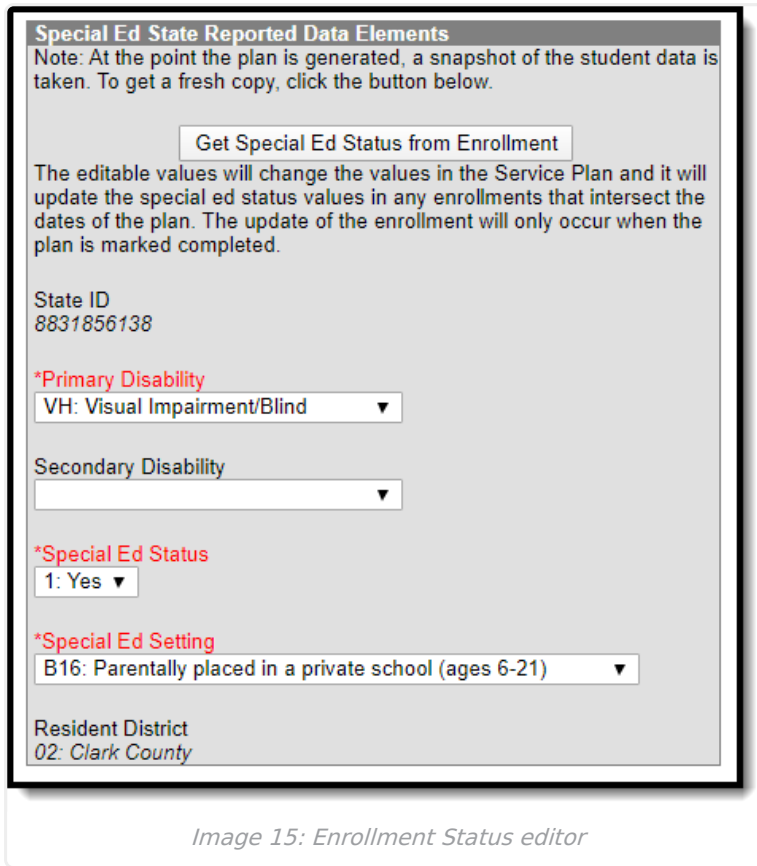 Special Ed State Reported Data Elements
Note: At the point the plan is generated, a snapshot of the student data is
taken. To get a fresh copy, click the button below.
Get Special Ed Status from Enrollment
The editable values will change the values in the Service Plan and it will
update the special ed status values in any enrollments that intersect the
dates of the plan. The update of the enrollment will only occur when the
plan is marked completed.
State ID
8831856138
*Primary Disability
VH: Visual Impairment/Blind
Secondary Disability
*Special Ed Status
1: Yes
*Special Ed Setting
B16: Parentally placed in a private school (ages 6-21)
Resident District
02: Clark County
Image 15: Enrollment Status editor